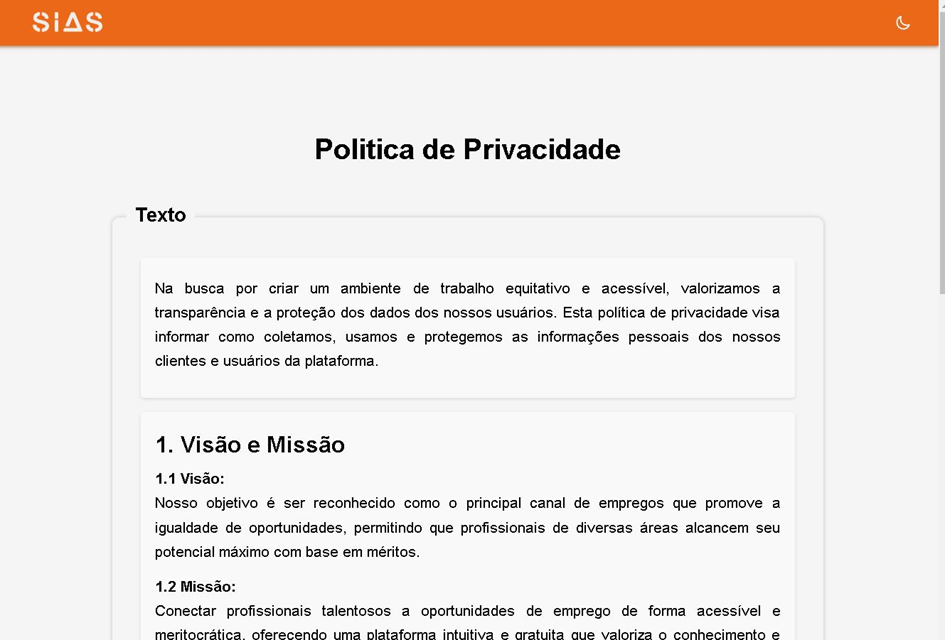 SIAS
Politica de Privacidade
Texto
Na busca por criar um ambiente de trabalho equitativo e acessível, valorizamos a
transparência e a proteção dos dados dos nossos usuários. Esta política de privacidade visa
informar como coletamos, usamos e protegemos as informações pessoais dos nossos
clientes e usuários da plataforma.
1. Visão e Missão
1.1 Visão:
Nosso objetivo é ser reconhecido como o principal canal de empregos que promove a
igualdade de oportunidades, permitindo que profissionais de diversas áreas alcancem seu
potencial máximo com base em méritos.
1.2 Missão:
Conectar profissionais talentosos a oportunidades de emprego de forma acessível e
meritocrática, oferecendo uma plataforma intuitiva e gratuita que valoriza o conhecimento e